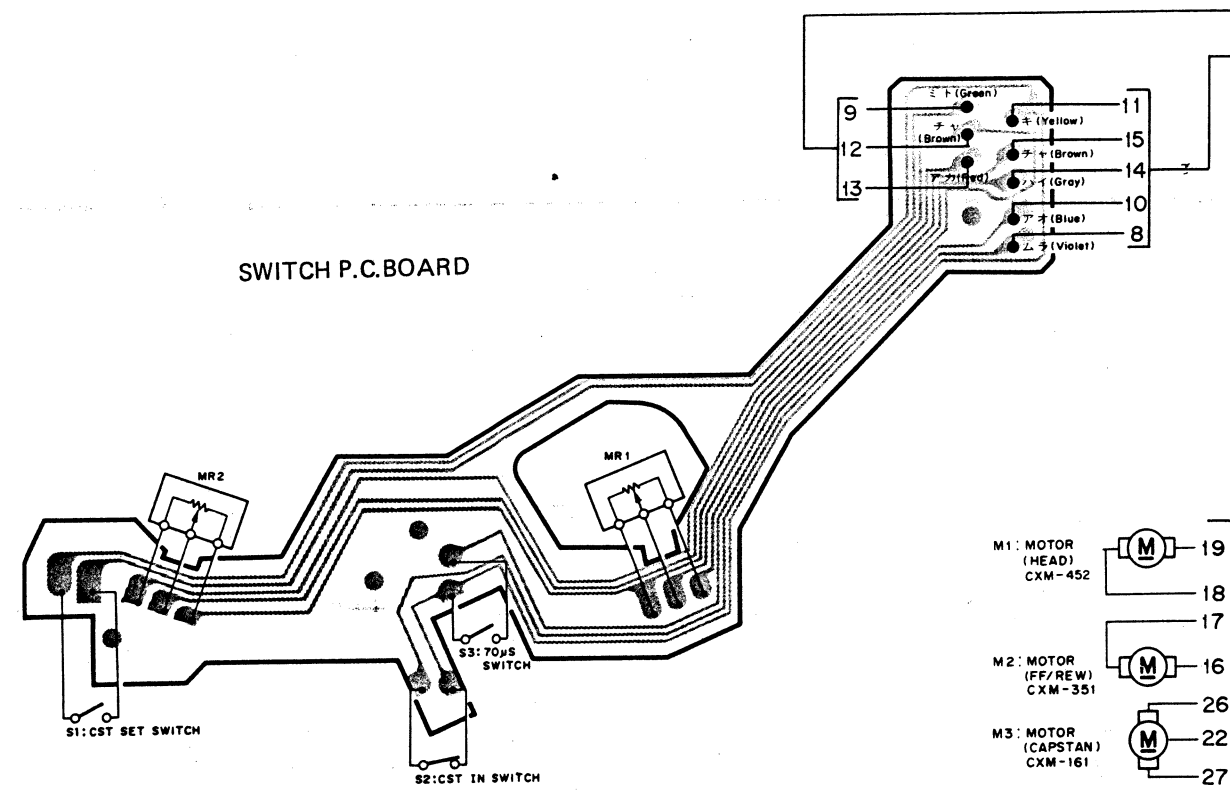 SWITCH P.C.BOARD
ミド(Green)
9
11
キ(Yellow)
チャ
(Brown)
12
15
チャ(Brown)
アカ(Red)
13
14
ハイ(Gray)
10
アオ(Blue)
8
ムラ(Violet)
MR2
MR1
S3:70μS
SWITCH
S1:CST SET SWITCH
S2:CST IN SWITCH
M1: MOTOR
(HEAD)
CXM-452
M
19
18
17
M2: MOTOR
(FF/REW)
CXM-351
M
16
26
M3: MOTOR
(CAPSTAN)
CXM-161
M
22
27